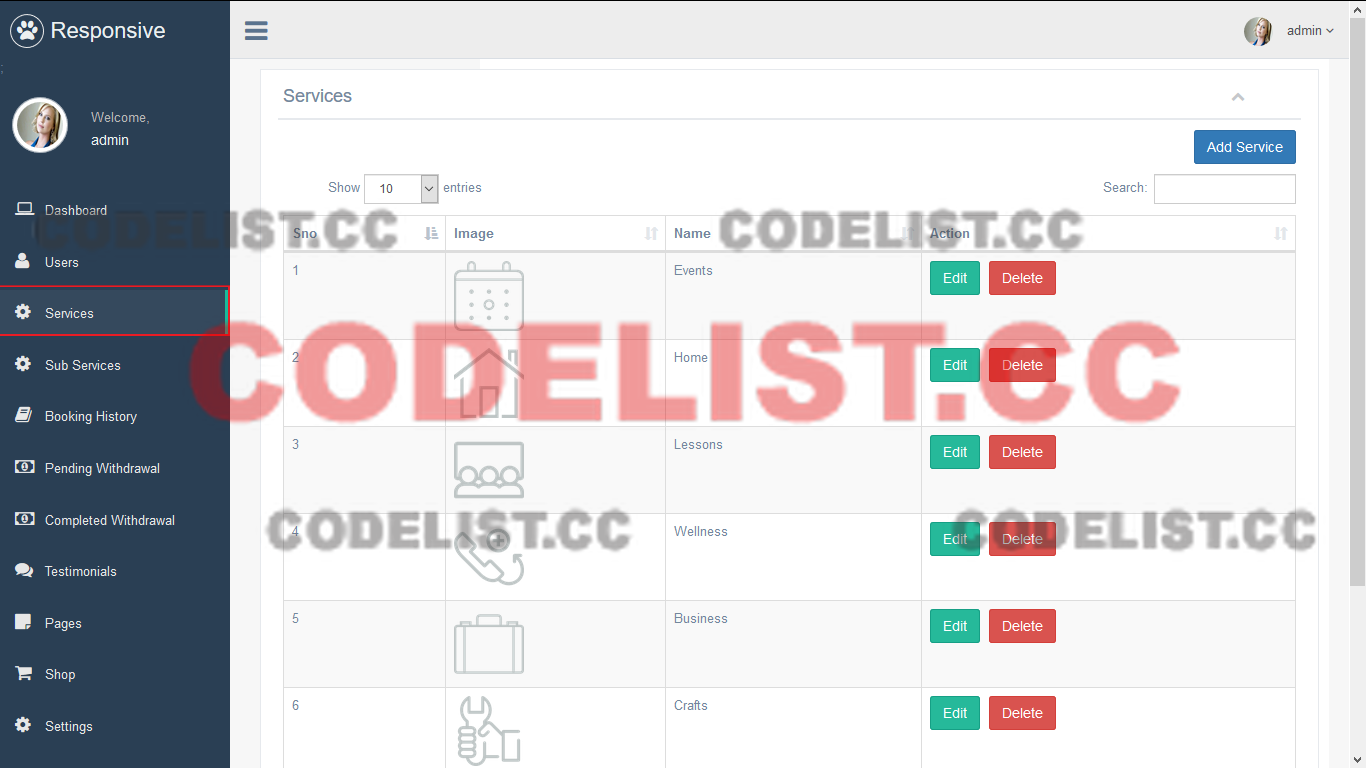 Responsive
admin
;
Services
Welcome,
admin
Add Service
Show 10 entries
Search:
Dashboard
CODELIST.CC
CODELIST.CC
Sno Image Name Action
Users
1 Events Edit Delete
Services
CODELIST.CC
2 Home Edit Delete
Sub Services
Booking History
3 Lessons Edit Delete
Pending Withdrawal
Completed Withdrawal
CODELIST.CC
CODELIST.CC
4 Wellness Edit Delete
Testimonials
Pages
5 Business Edit Delete
Shop
6 Crafts Edit Delete
Settings